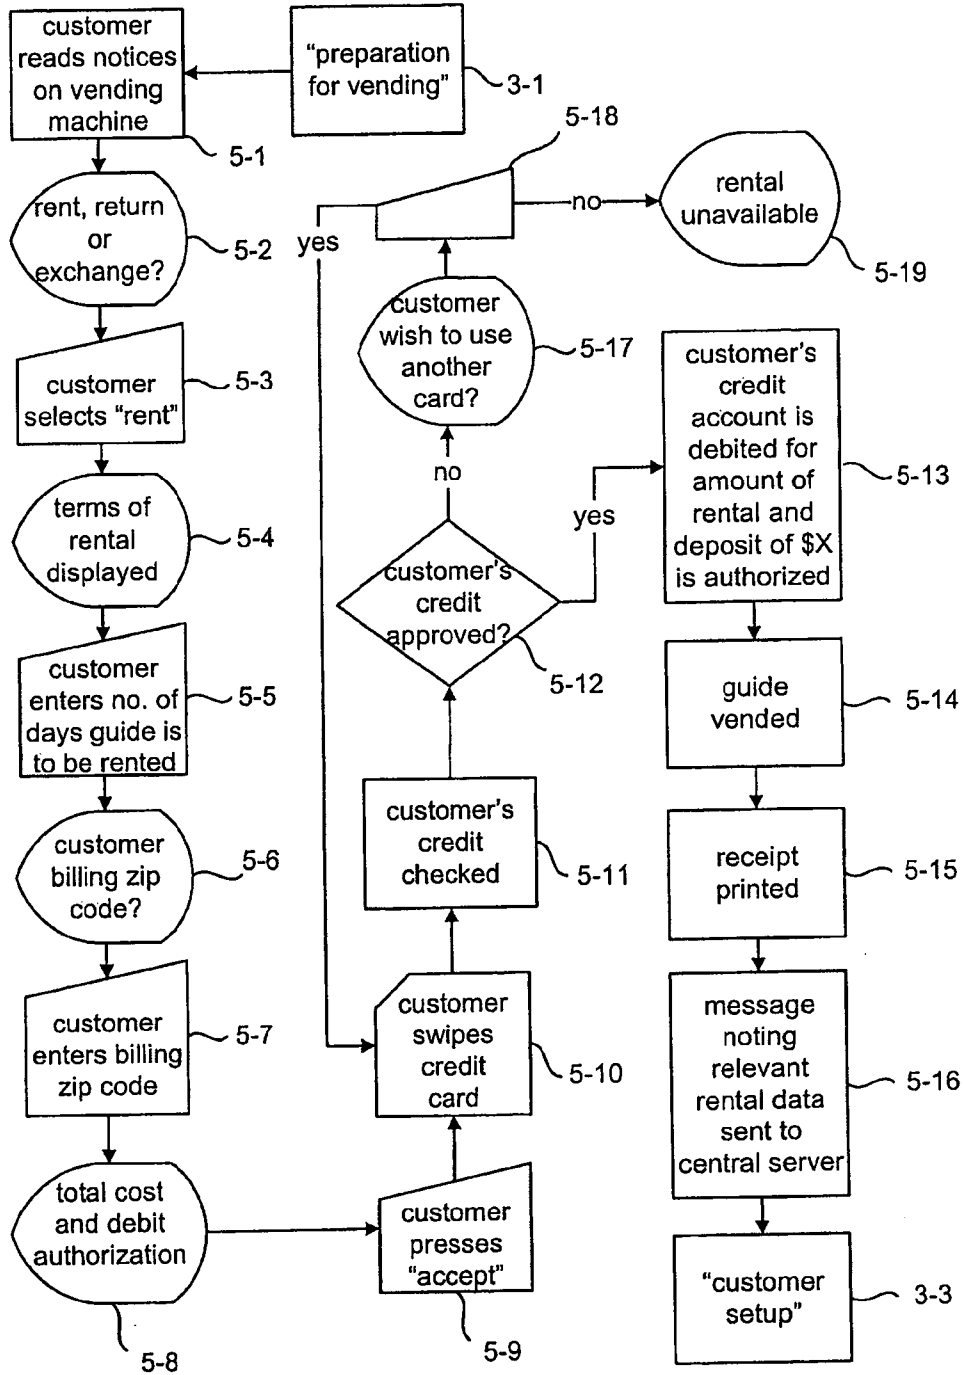 customer
reads notices
on vending
machine
5-1
“preparation
for vending”
3-1
rent, return
or
exchange?
5-2
customer
selects “rent”
5-3
terms of
rental
displayed
5-4
customer
enters no. of
days guide is
to be rented
5-5
customer
billing zip
code?
5-6
customer
enters billing
zip code
5-7
total cost
and debit
authorization
5-8
customer
presses
“accept”
5-9
customer
swipes
credit
card
5-10
customer's
credit
checked
5-11
customer's
credit
approved?
5-12
no
yes
customer
wish to use
another
card?
5-17
5-18
yes
no
rental
unavailable
5-19
customer's
credit
account is
debited for
amount of
rental and
deposit of $X
is authorized
5-13
guide
vended
5-14
receipt
printed
5-15
message
noting
relevant
rental data
sent to
central server
5-16
“customer
setup”
3-3